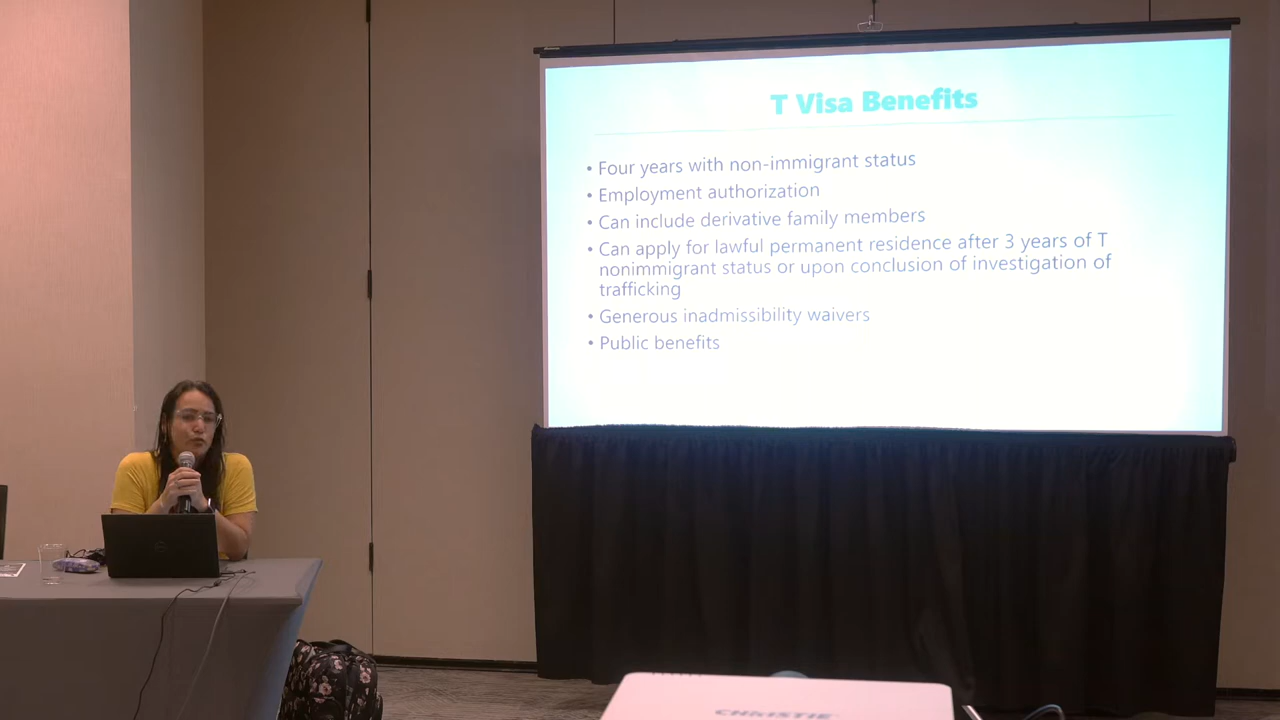 T Visa Benefits
• Four years with non-immigrant status
• Employment authorization
• Can include derivative family members
• Can apply for lawful permanent residence after 3 years of T
nonimmigrant status or upon conclusion of investigation of
trafficking
• Generous inadmissibility waivers
• Public benefits
CHRISTIE